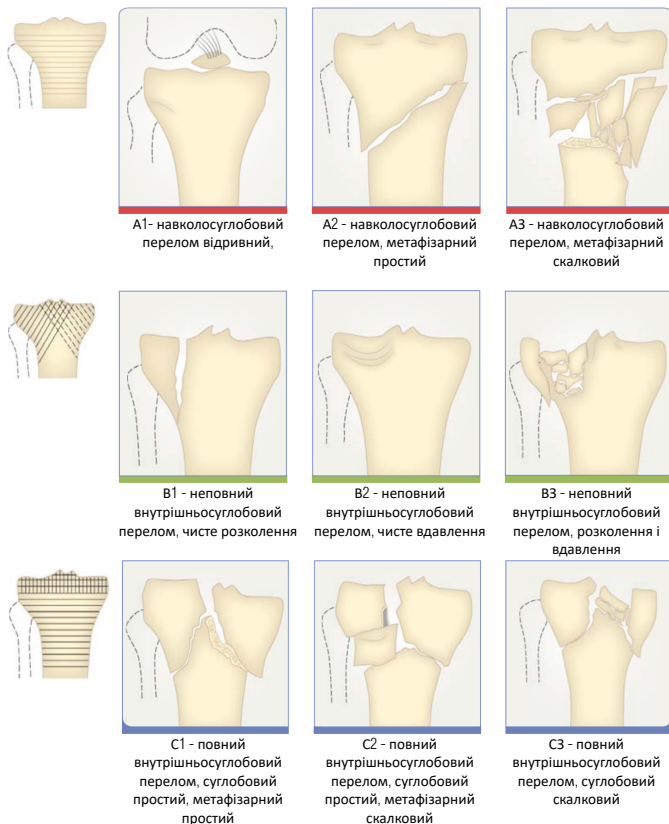 А1- навколосуглобовий
перелом відривний,
А2 - навколосуглобовий
перелом, метафізарний
простий
А3 - навколосуглобовий
перелом, метафізарний
скалковий
В1 - неповний
внутрішньосуглобовий
перелом, чисте розколення
В2 - неповний
внутрішньосуглобовий
перелом, чисте вдавлення
В3 - неповний
внутрішньосуглобовий
перелом, розколення і
вдавлення
С1 - повний
внутрішньосуглобовий
перелом, суглобовий
простий, метафізарний
простий
С2 - повний
внутрішньосуглобовий
перелом, суглобовий
простий, метафізарний
скалковий
С3 - повний
внутрішньосуглобовий
перелом, суглобовий
скалковий